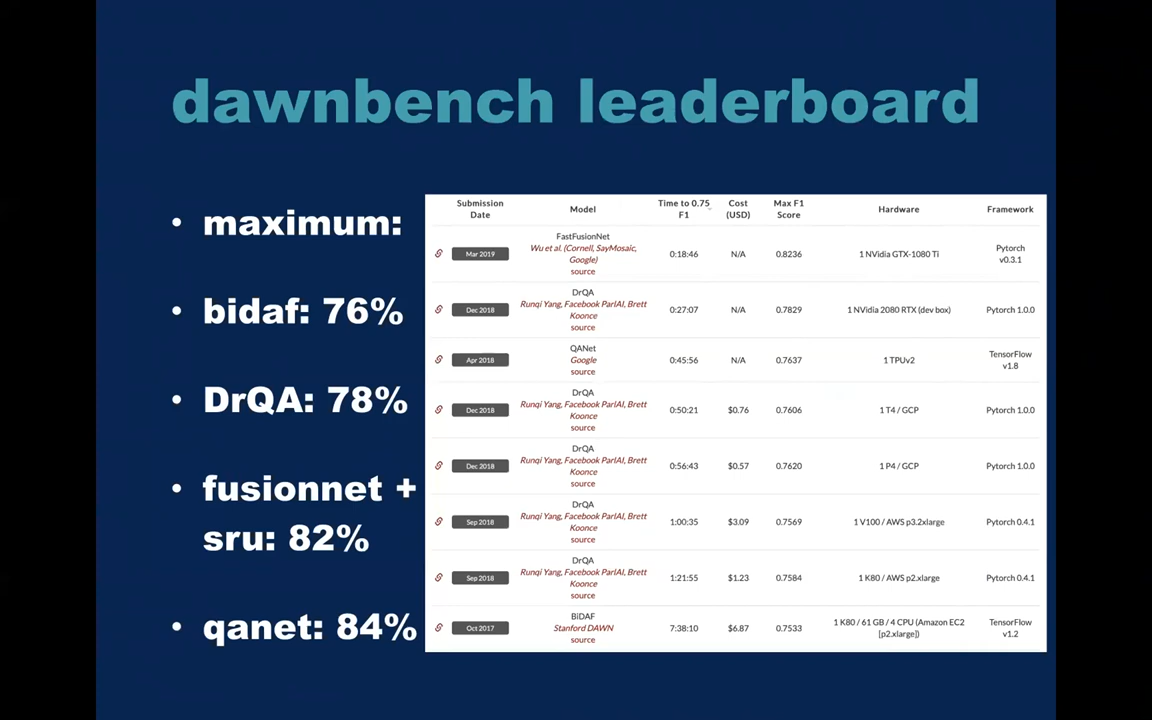 dawnbench leaderboard
• maximum:
• bidaf: 76%
• DrQA: 78%
• fusionnet +
sru: 82%
• qanet: 84%
Submission Date Model Time to 0.75 F1 Cost (USD) Max F1 Score Hardware Framework
Mar 2019 FastFusionNet Wu et al. (Cornell, SayMosaic, Google) source 0:18:46 N/A 0.8236 1 NVidia GTX-1080 Ti Pytorch v0.3.1
Dec 2018 DrQA Runqi Yang, Facebook ParlAI, Brett Koonce source 0:27:07 N/A 0.7829 1 NVidia 2080 RTX (dev box) Pytorch 1.0.0
Apr 2018 QANet Google source 0:45:56 N/A 0.7637 1 TPUv2 TensorFlow v1.8
Dec 2018 DrQA Runqi Yang, Facebook ParlAI, Brett Koonce source 0:50:21 $0.76 0.7606 1 T4 / GCP Pytorch 1.0.0
Dec 2018 DrQA Runqi Yang, Facebook ParlAI, Brett Koonce source 0:56:43 $0.57 0.7620 1 P4 / GCP Pytorch 1.0.0
Sep 2018 DrQA Runqi Yang, Facebook ParlAI, Brett Koonce source 1:00:35 $3.09 0.7569 1 V100 / AWS p3.2xlarge Pytorch 0.4.1
Sep 2018 DrQA Runqi Yang, Facebook ParlAI, Brett Koonce source 1:21:55 $1.23 0.7584 1 K80 / AWS p2.xlarge Pytorch 0.4.1
Oct 2017 BiDAF Stanford DAWN source 7:38:10 $6.87 0.7533 1 K80 / 61 GB / 4 CPU (Amazon EC2 [p2.xlarge]) TensorFlow v1.2